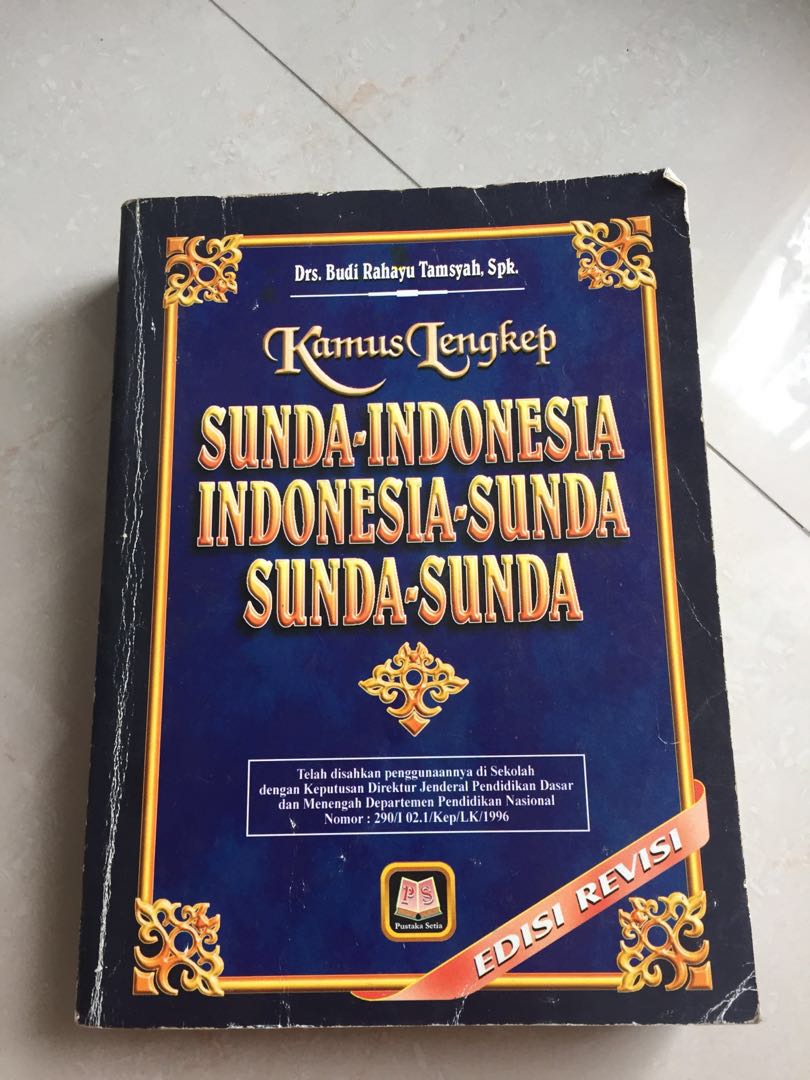 Drs. Budi Rahayu Tamsyah, Spk.
Kamus Lengkep
SUNDA-INDONESIA
INDONESIA-SUNDA
SUNDA-SUNDA
Telah disahkan penggunaannya di Sekolah
dengan Keputusan Direktur Jenderal Pendidikan Dasar
dan Menengah Departemen Pendidikan Nasional
Nomor : 290/I 02.1/Kep/LK/1996
EDISI REVISI
PS
Pustaka Setia